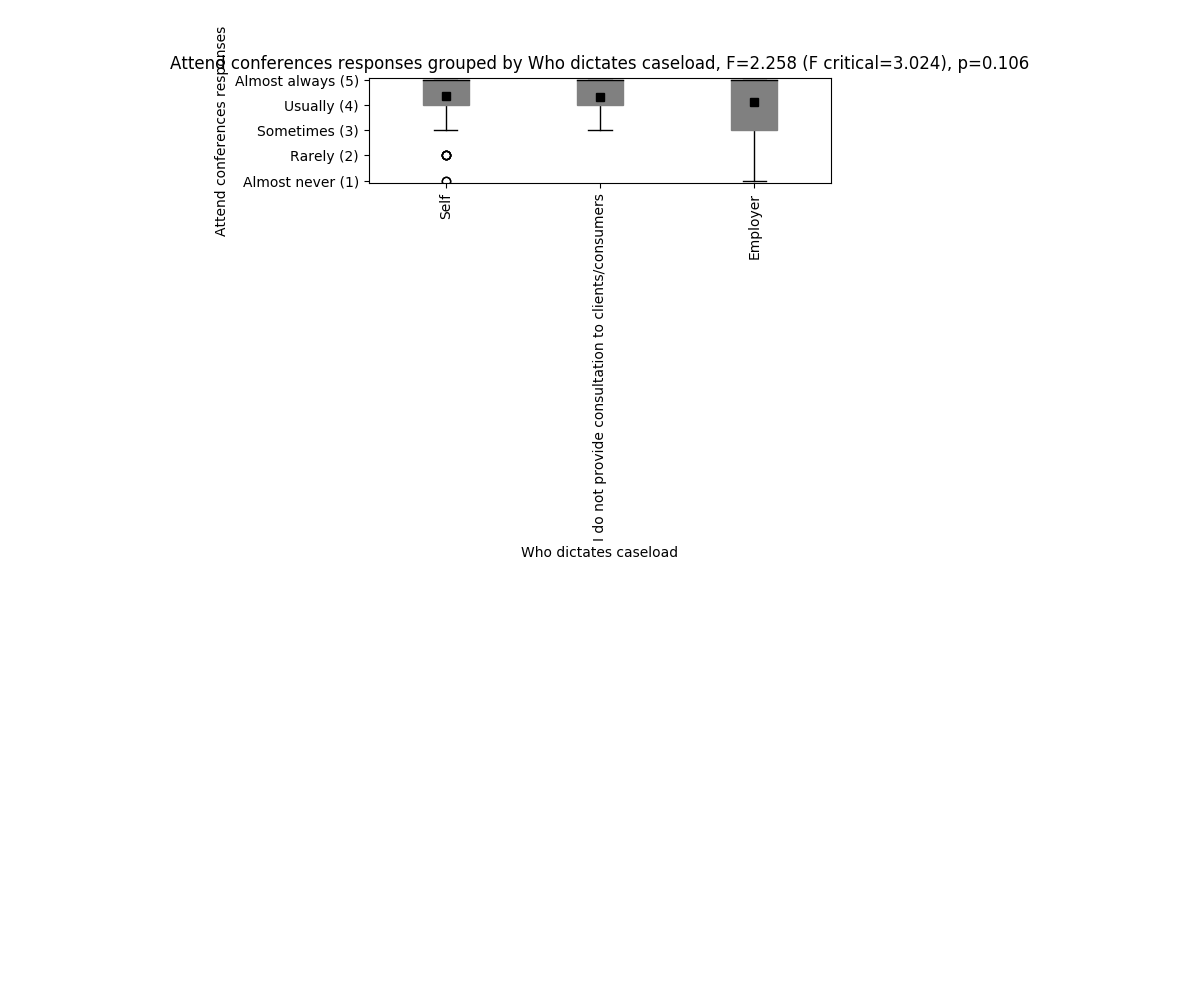 Attend conferences responses grouped by Who dictates caseload, F=2.258 (F critical=3.024), p=0.106
Attend conferences responses
Almost always (5)
Usually (4)
Sometimes (3)
Rarely (2)
Almost never (1)
Self
I do not provide consultation to clients/consumers
Employer
Who dictates caseload